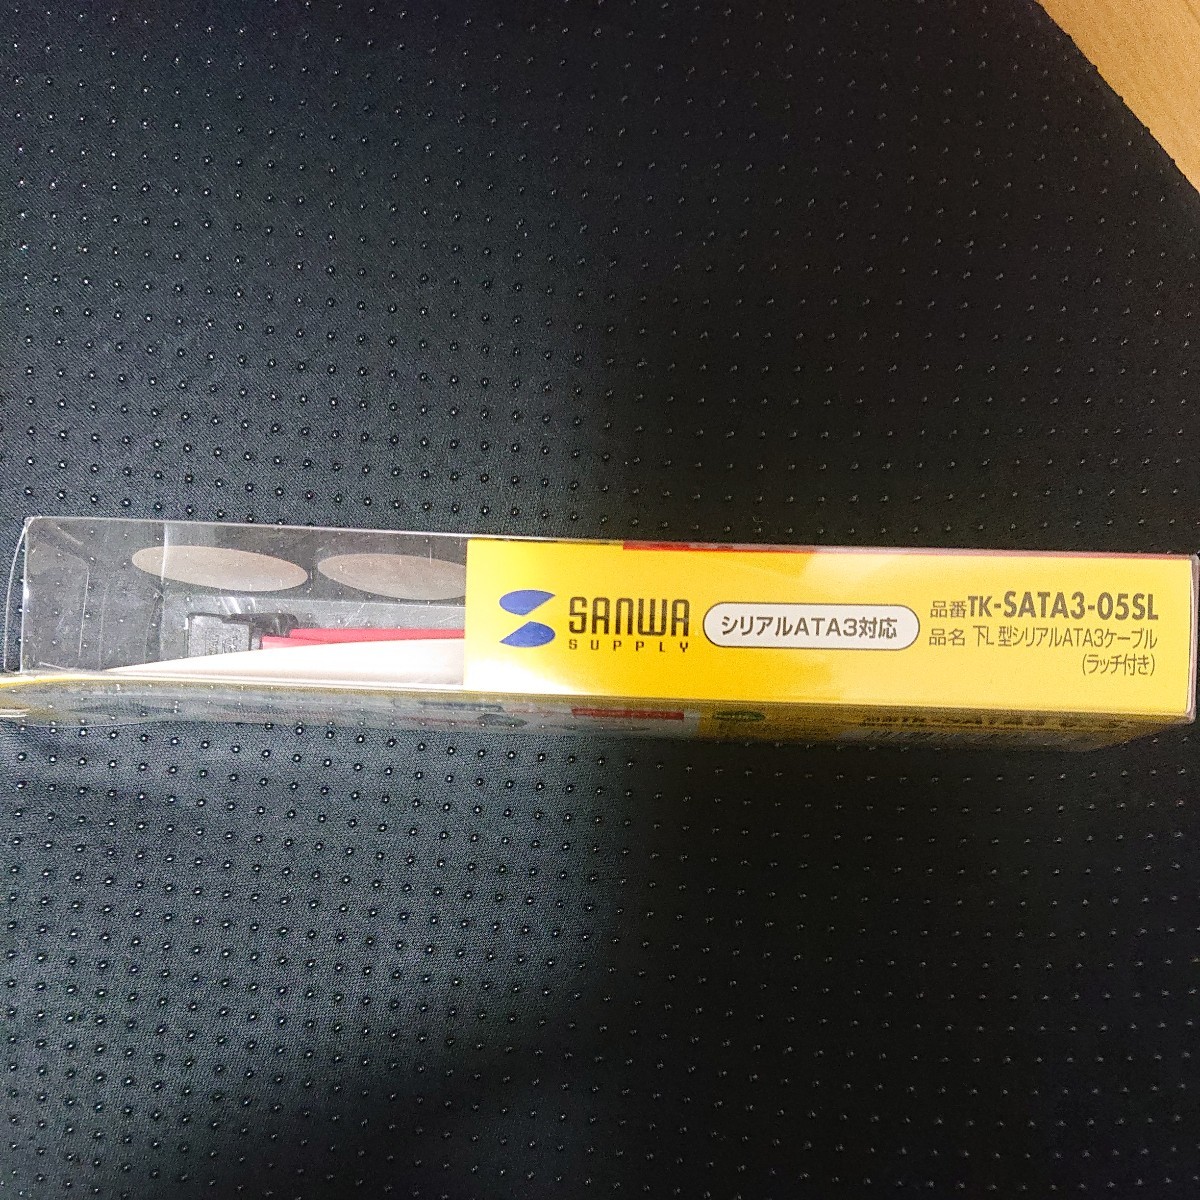 SANWA
SUPPLY
シリアルATA3対応
品番TK-SATA3-05SL
品名 下L型シリアルATA3ケーブル
(ラッチ付き)